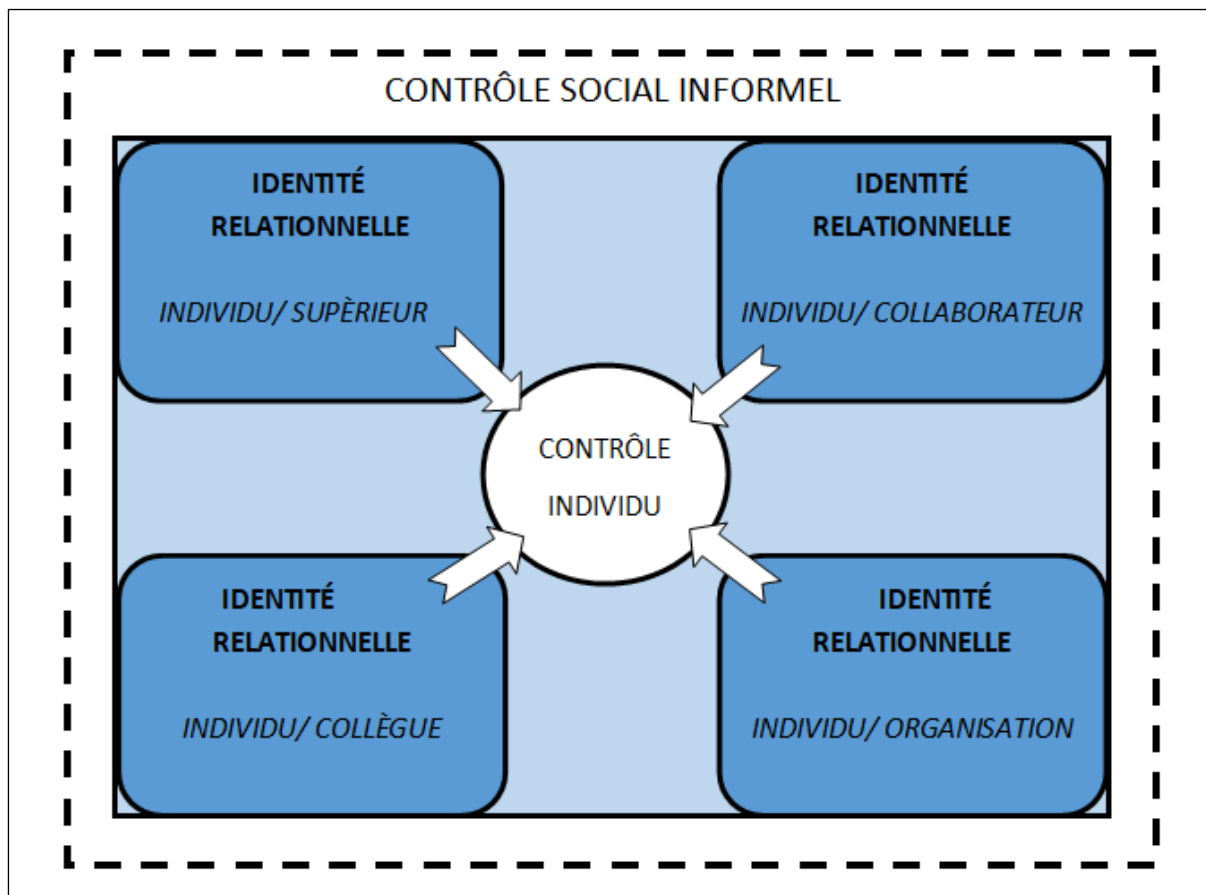 CONTRÔLE SOCIAL INFORMEL
IDENTITÉ
RELATIONNELLE
INDIVIDU/ SUPÈRIEUR
IDENTITÉ
RELATIONNELLE
INDIVIDU/ COLLABORATEUR
CONTRÔLE
INDIVIDU
IDENTITÉ
RELATIONNELLE
INDIVIDU/ COLLÈGUE
IDENTITÉ
RELATIONNELLE
INDIVIDU/ ORGANISATION